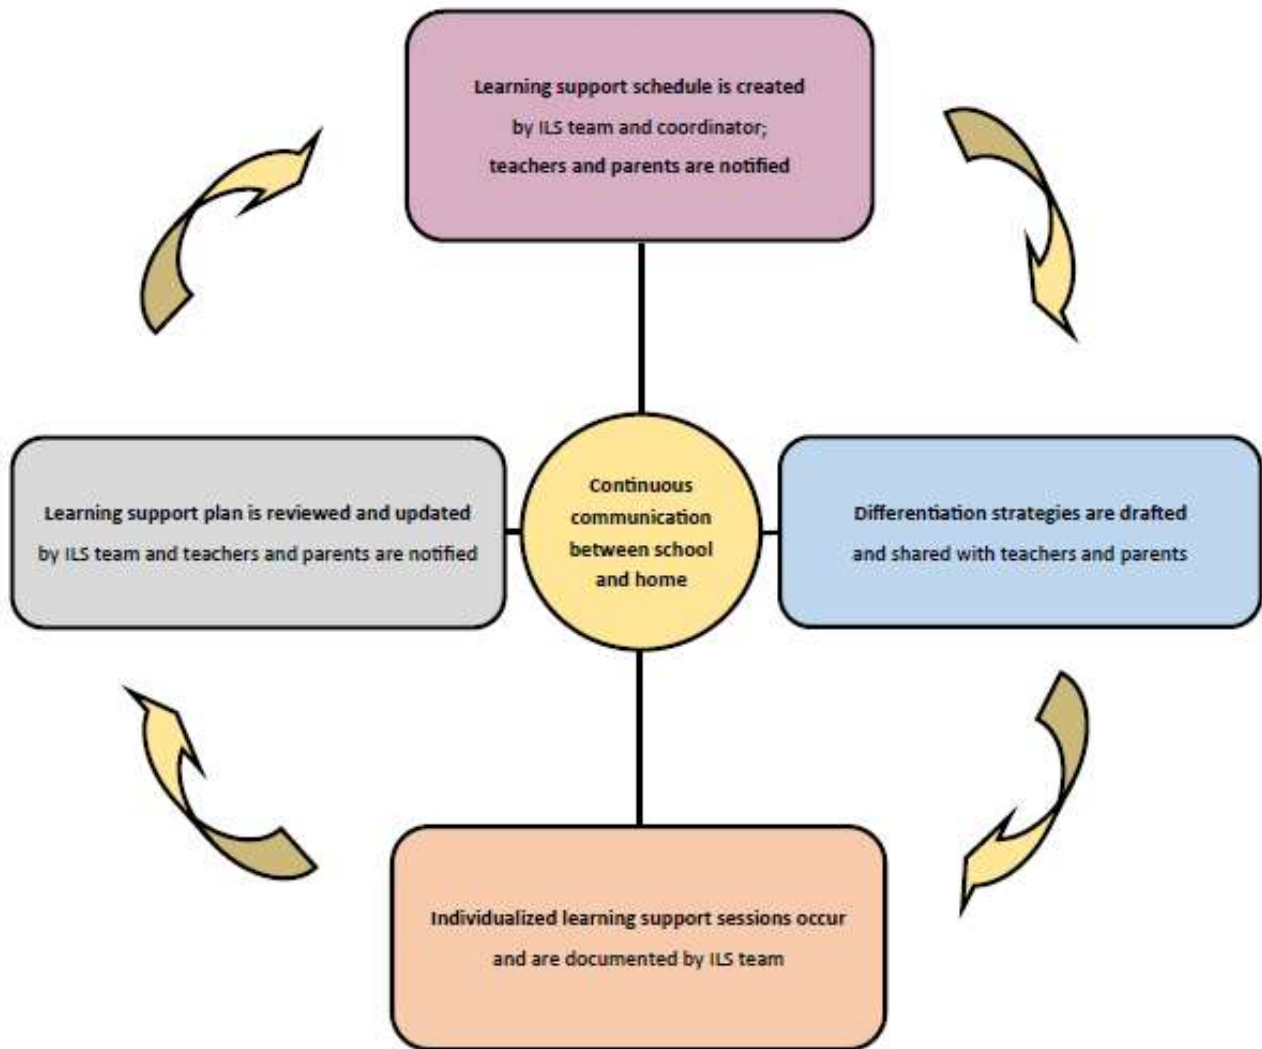 Learning support schedule is created
by ILS team and coordinator;
teachers and parents are notified
Learning support plan is reviewed and updated
by ILS team and teachers and parents are notified
Continuous
communication
between school
and home
Differentiation strategies are drafted
and shared with teachers and parents
Individualized learning support sessions occur
and are documented by ILS team